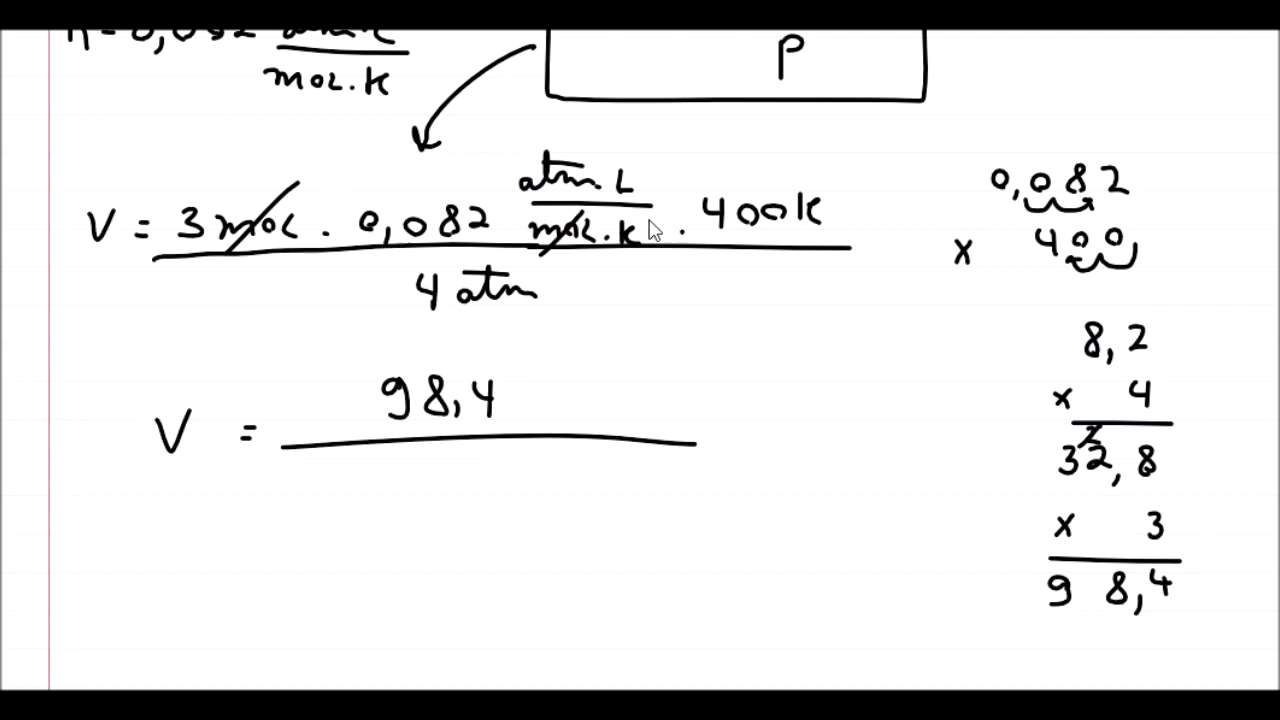 mol.K
P
atm.L
V = 3 mol . 0,082 mol.K . 400K
4 atm
V = 98,4
0,082
x 400
8,2
x 4
32,8
x 3
98,4